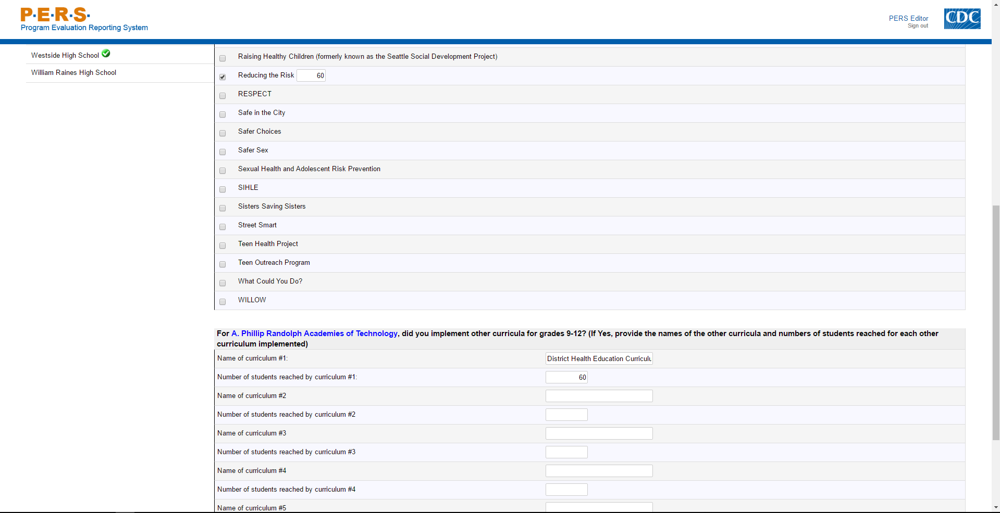 P·E·R·S·
Program Evaluation Reporting System
PERS Editor
Sign out
CDC
Westside High School
William Raines High School
Raising Healthy Children (formerly known as the Seattle Social Development Project)
Reducing the Risk 60
RESPECT
Safe in the City
Safer Choices
Safer Sex
Sexual Health and Adolescent Risk Prevention
SIHLE
Sisters Saving Sisters
Street Smart
Teen Health Project
Teen Outreach Program
What Could You Do?
WILLOW
For A. Phillip Randolph Academies of Technology, did you implement other curricula for grades 9-12? (If Yes, provide the names of the other curricula and numbers of students reached for each other
curriculum implemented)
Name of curriculum #1: District Health Education Curriculu
Number of students reached by curriculum #1: 60
Name of curriculum #2
Number of students reached by curriculum #2
Name of curriculum #3
Number of students reached by curriculum #3
Name of curriculum #4
Number of students reached by curriculum #4
Name of curriculum #5